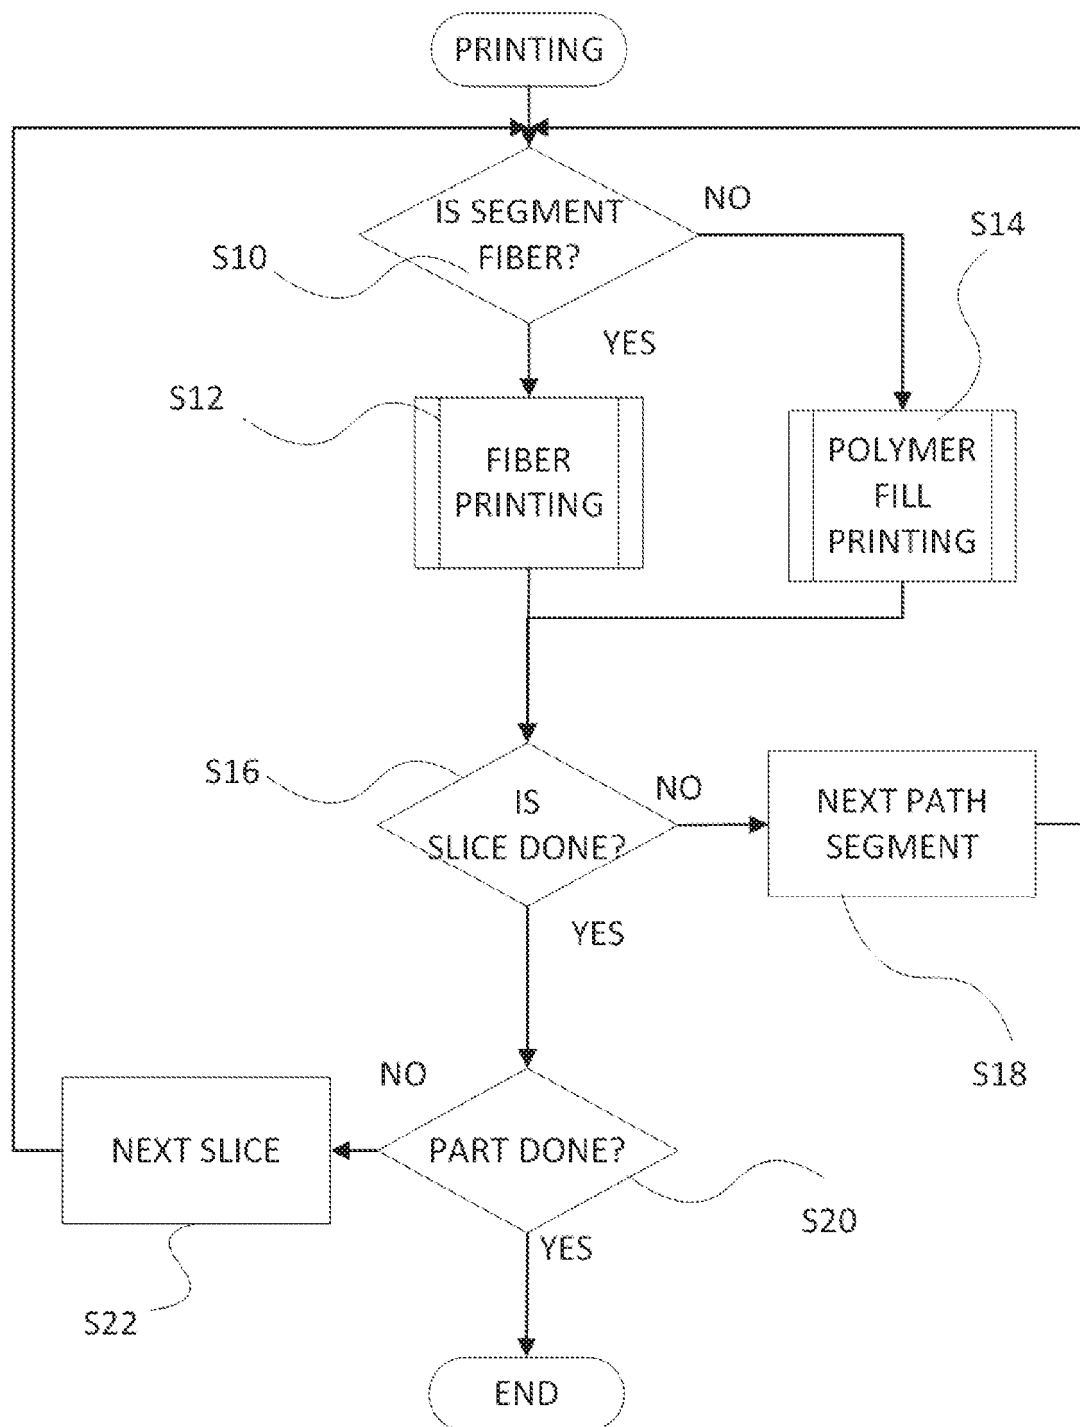 PRINTING
IS SEGMENT
FIBER?
NO
S10
S14
YES
S12
FIBER
PRINTING
POLYMER
FILL
PRINTING
S16
IS
SLICE DONE?
NO
NEXT PATH
SEGMENT
YES
S18
NO
NEXT SLICE
PART DONE?
S20
YES
S22
END